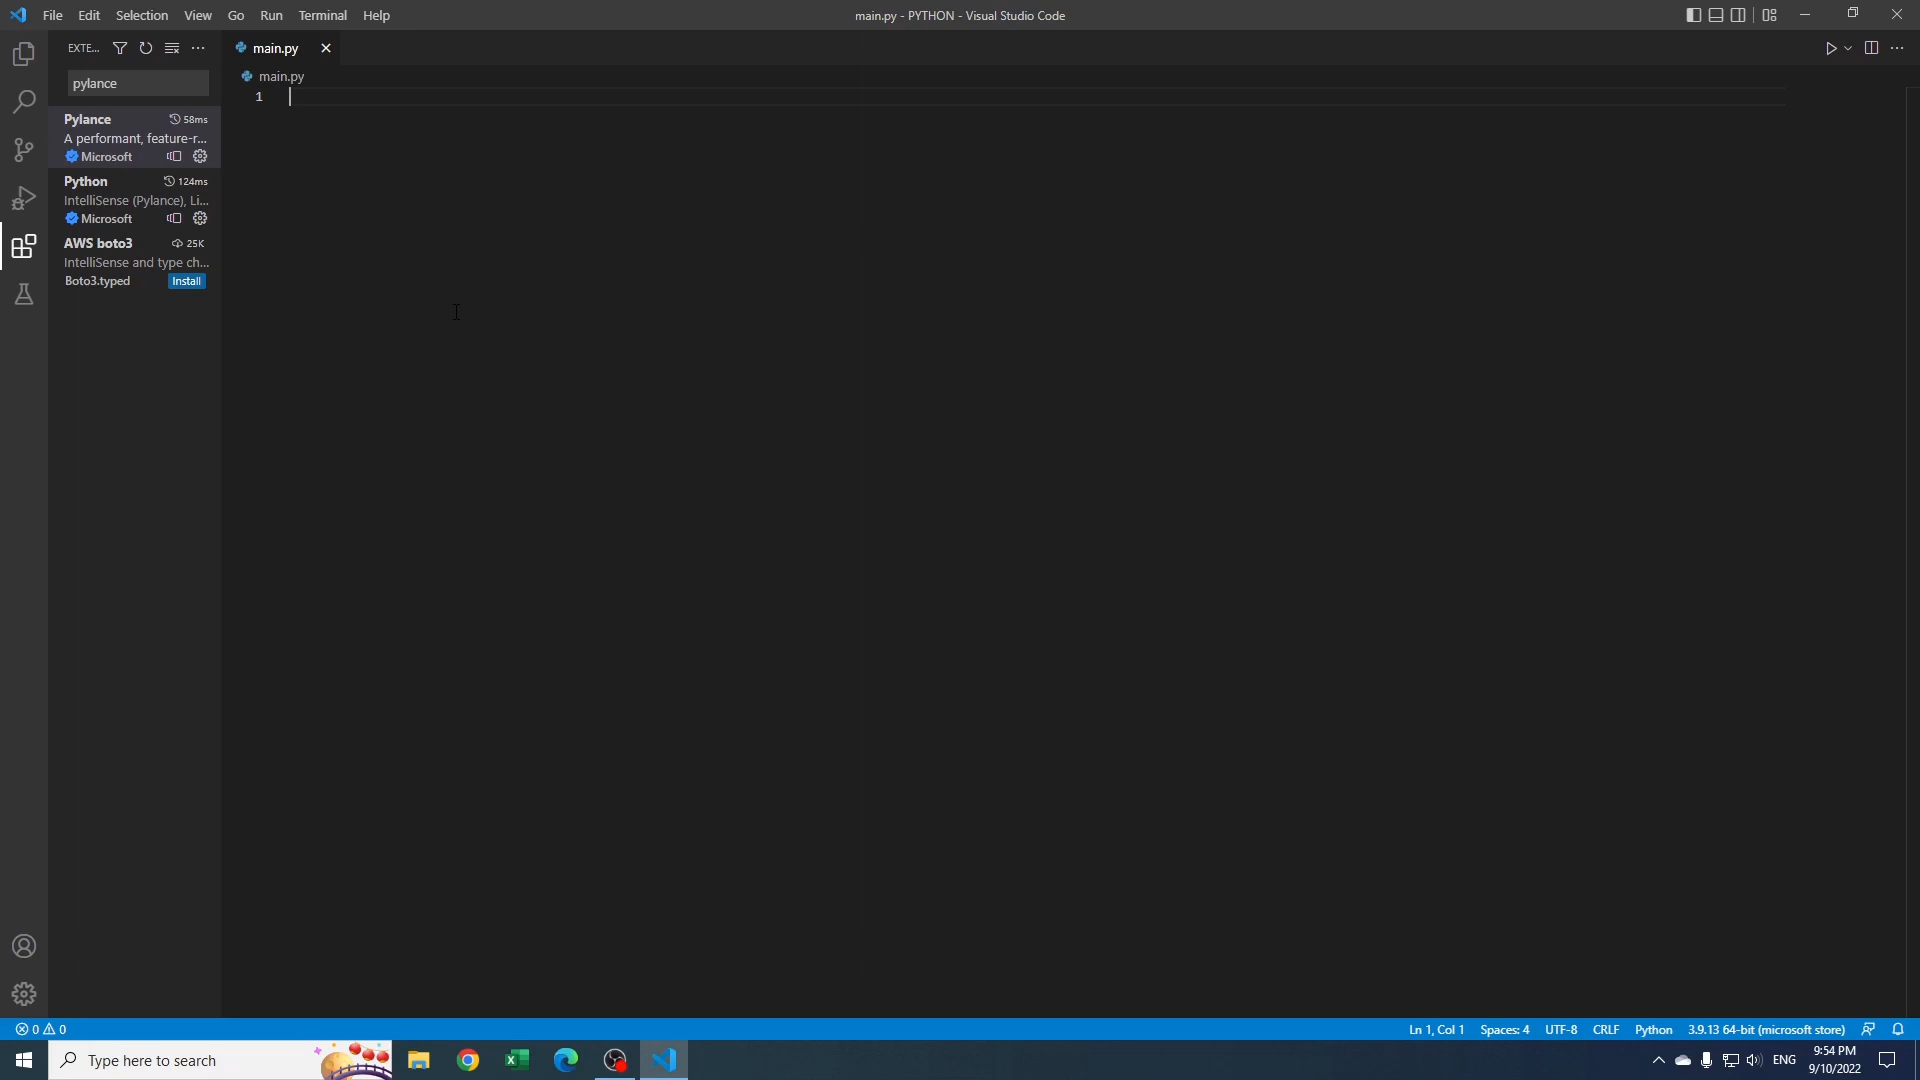 File Edit Selection View Go Run Terminal Help
main.py - PYTHON - Visual Studio Code
EXTE...
main.py
pylance
main.py
1
Pylance 58ms
A performant, feature-r...
Microsoft
Python 124ms
IntelliSense (Pylance), Li...
Microsoft
AWS boto3 25K
IntelliSense and type ch...
Boto3.typed Install
0 0
Ln 1, Col 1 Spaces: 4 UTF-8 CRLF Python 3.9.13 64-bit (microsoft store)
Type here to search
ENG
9:54 PM
9/10/2022